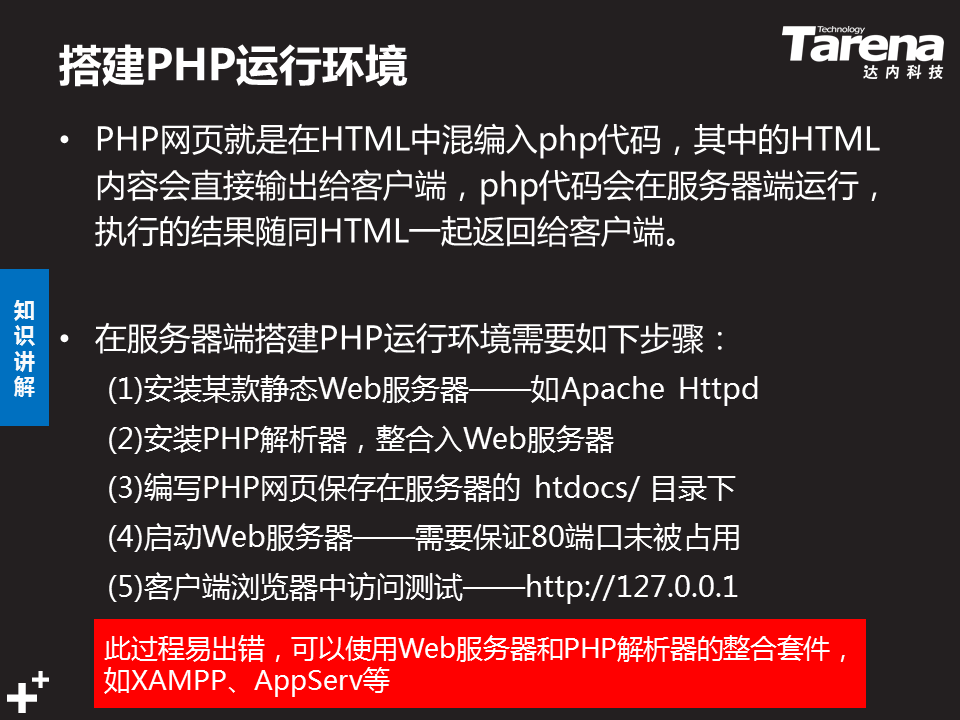 搭建PHP运行环境
Technology
Tarena
达内科技
• PHP网页就是在HTML中混编入php代码，其中的HTML
内容会直接输出给客户端，php代码会在服务器端运行，
执行的结果随同HTML一起返回给客户端。
知识讲解
• 在服务器端搭建PHP运行环境需要如下步骤：
(1)安装某款静态Web服务器——如Apache Httpd
(2)安装PHP解析器，整合入Web服务器
(3)编写PHP网页保存在服务器的 htdocs/ 目录下
(4)启动Web服务器——需要保证80端口未被占用
(5)客户端浏览器中访问测试——http://127.0.0.1
此过程易出错，可以使用Web服务器和PHP解析器的整合套件，
如XAMPP、AppServ等